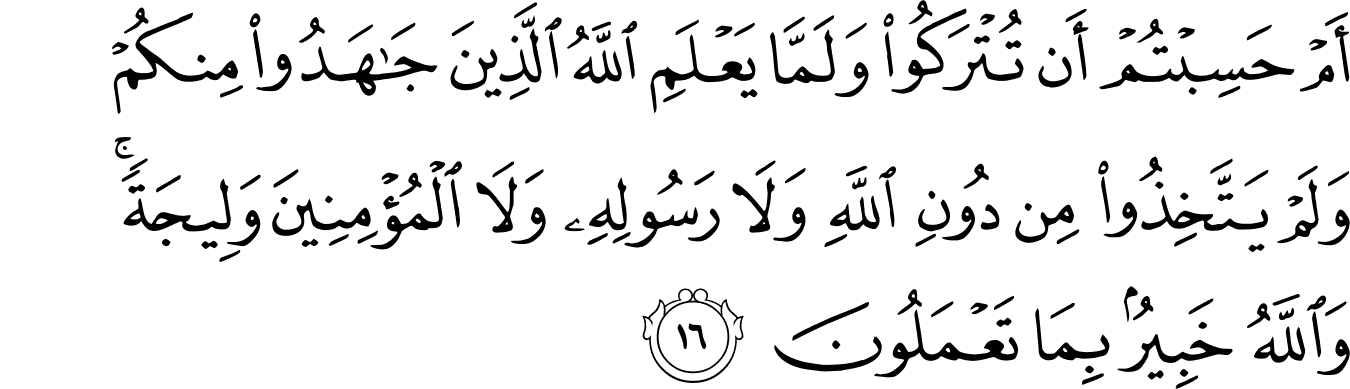 أَمْ حَسِبْتُمْ أَن تُتْرَكُوا۟ وَلَمَّا يَعْلَمِ ٱللَّهُ ٱلَّذِينَ جَـٰهَدُوا۟ مِنكُمْ
وَلَمْ يَتَّخِذُوا۟ مِن دُونِ ٱللَّهِ وَلَا رَسُولِهِۦ وَلَا ٱلْمُؤْمِنِينَ وَلِيجَةً ۚ
وَٱللَّهُ خَبِيرٌۢ بِمَا تَعْمَلُونَ ١٦